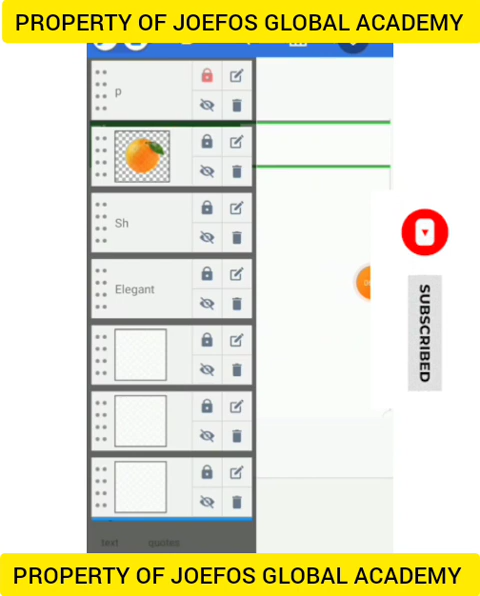 PROPERTY OF JOEFOS GLOBAL ACADEMY
p
Sh
Elegant
SUBSCRIBED
text quotes
PROPERTY OF JOEFOS GLOBAL ACADEMY